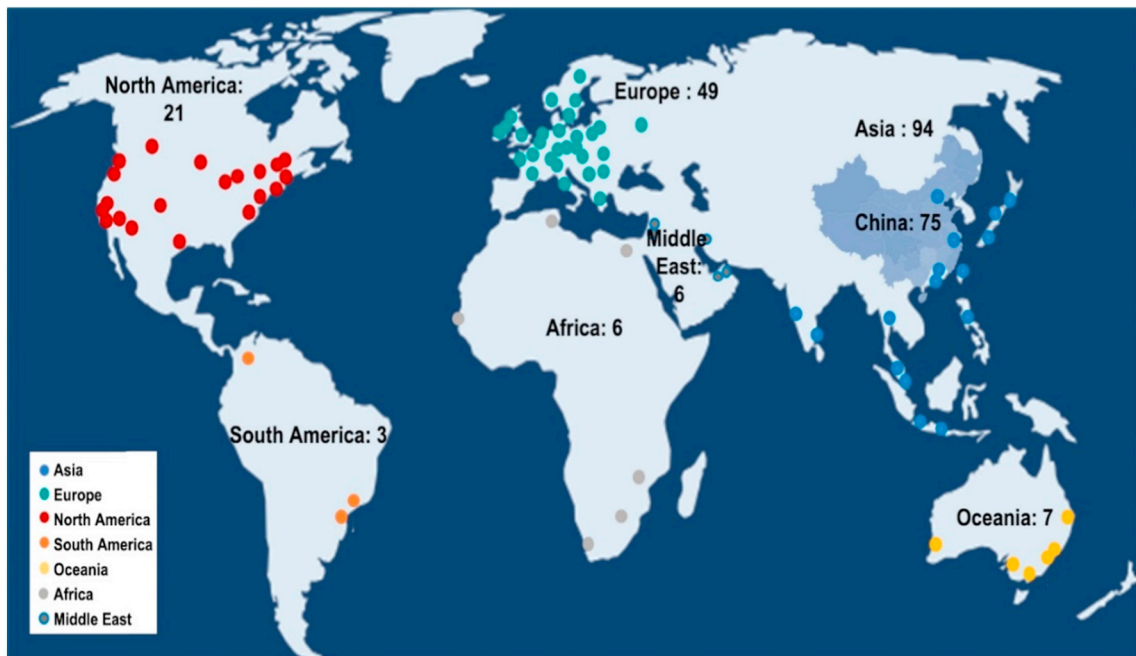 North America:
21
Europe : 49
Asia : 94
China: 75
Middle
East:
6
Africa: 6
South America: 3
Oceania: 7
Asia
Europe
North America
South America
Oceania
Africa
Middle East